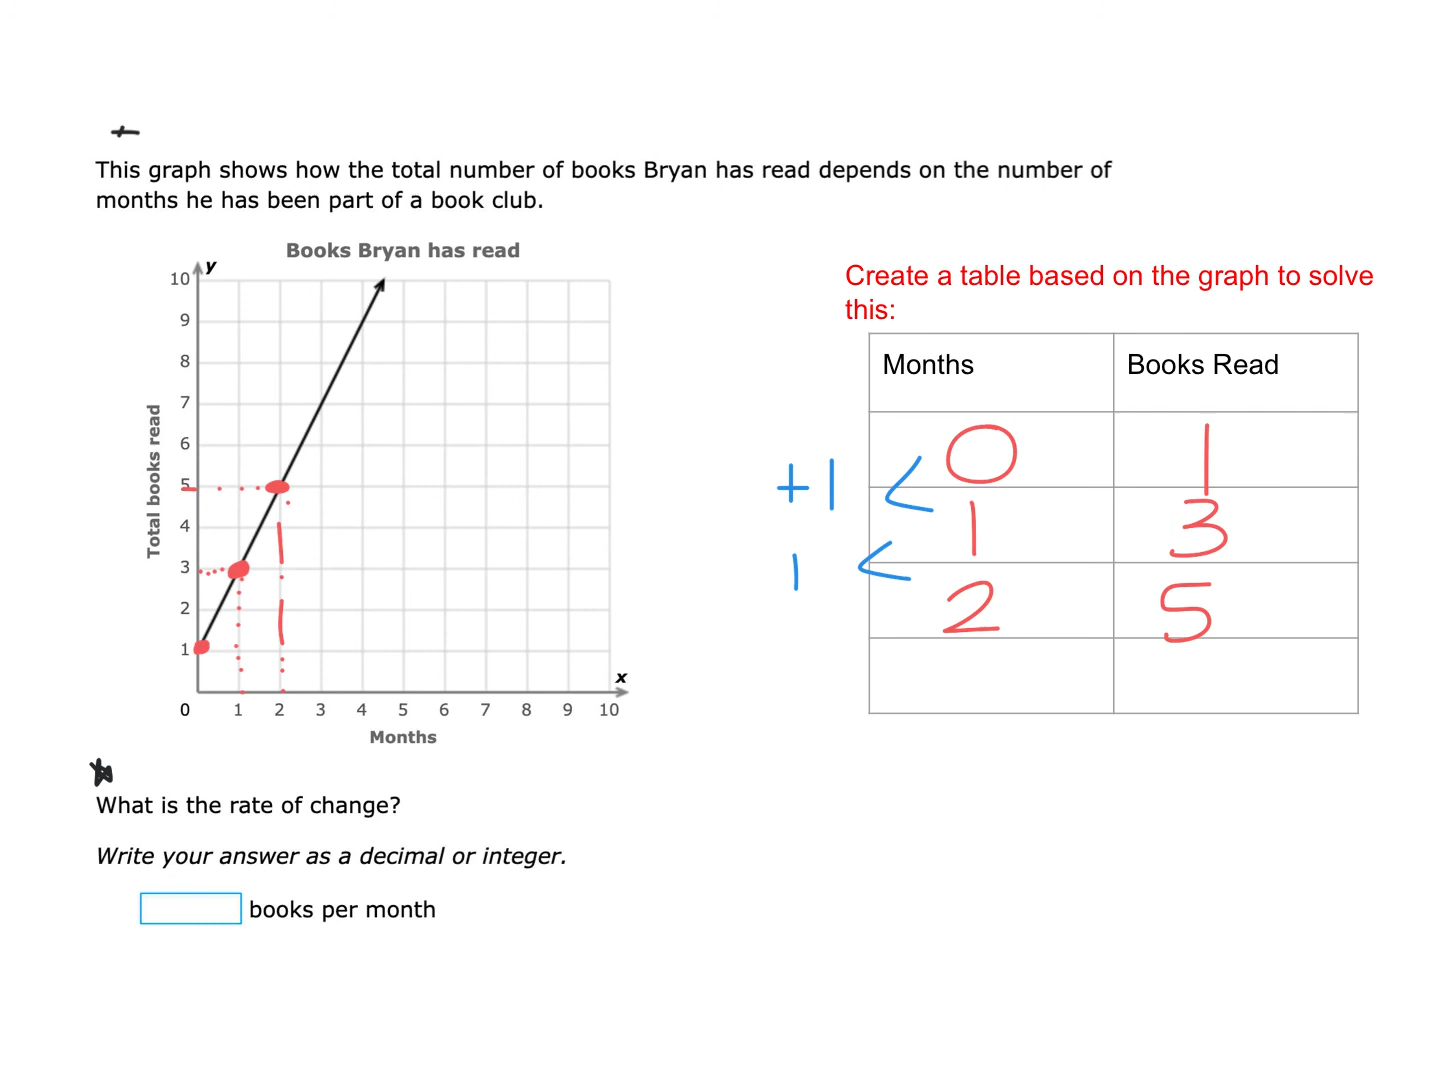 This graph shows how the total number of books Bryan has read depends on the number of
months he has been part of a book club.
Books Bryan has read
y
10
9
8
7
6
5
4
3
2
1
0 1 2 3 4 5 6 7 8 9 10
x
Total books read
Months
Create a table based on the graph to solve
this:
Months Books Read
0 1
+1
1 3
1
2 5
What is the rate of change?
Write your answer as a decimal or integer.
books per month